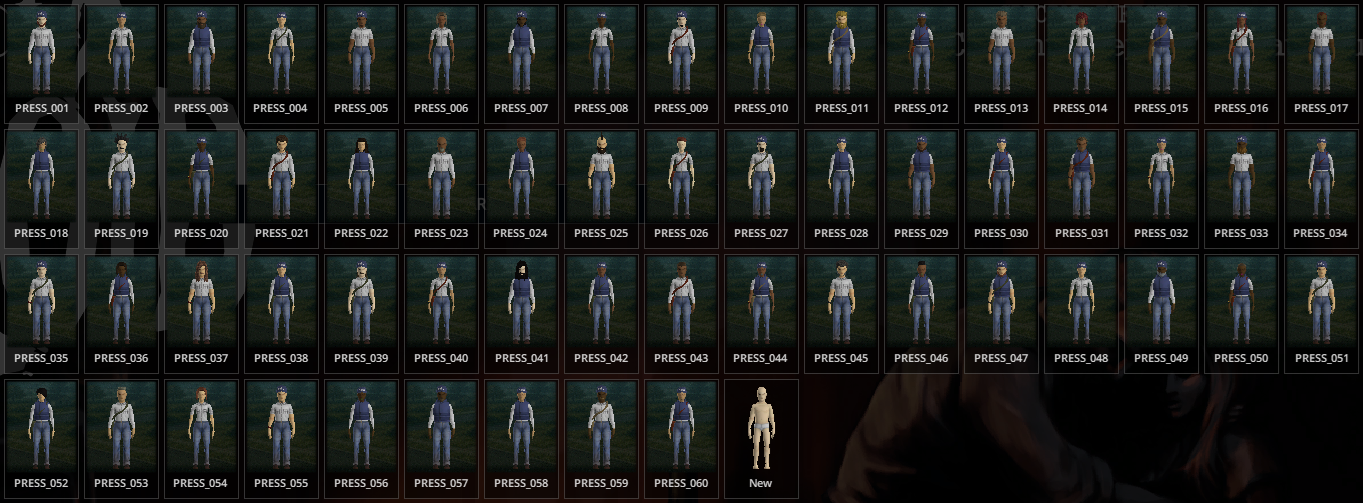 PRESS_001 PRESS_002 PRESS_003 PRESS_004 PRESS_005 PRESS_006 PRESS_007 PRESS_008 PRESS_009 PRESS_010 PRESS_011 PRESS_012 PRESS_013 PRESS_014 PRESS_015 PRESS_016 PRESS_017
PRESS_018 PRESS_019 PRESS_020 PRESS_021 PRESS_022 PRESS_023 PRESS_024 PRESS_025 PRESS_026 PRESS_027 PRESS_028 PRESS_029 PRESS_030 PRESS_031 PRESS_032 PRESS_033 PRESS_034
PRESS_035 PRESS_036 PRESS_037 PRESS_038 PRESS_039 PRESS_040 PRESS_041 PRESS_042 PRESS_043 PRESS_044 PRESS_045 PRESS_046 PRESS_047 PRESS_048 PRESS_049 PRESS_050 PRESS_051
PRESS_052 PRESS_053 PRESS_054 PRESS_055 PRESS_056 PRESS_057 PRESS_058 PRESS_059 PRESS_060 New